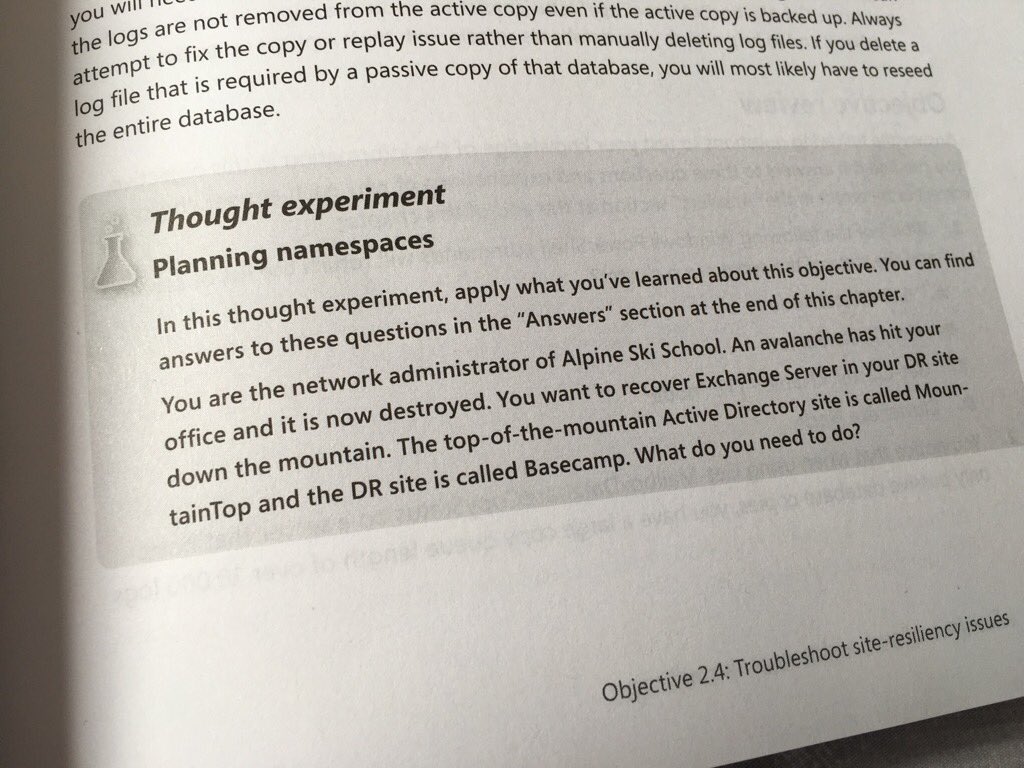 you will
the logs are not removed from the active copy even if the active copy is backed up. Always
attempt to fix the copy or replay issue rather than manually deleting log files. If you delete a
log file that is required by a passive copy of that database, you will most likely have to reseed
the entire database.
Thought experiment
Planning namespaces
In this thought experiment, apply what you've learned about this objective. You can find
answers to these questions in the “Answers” section at the end of this chapter.
You are the network administrator of Alpine Ski School. An avalanche has hit your
office and it is now destroyed. You want to recover Exchange Server in your DR site
down the mountain. The top-of-the-mountain Active Directory site is called Moun-
tainTop and the DR site is called Basecamp. What do you need to do?
Objective 2.4: Troubleshoot site-resiliency issues